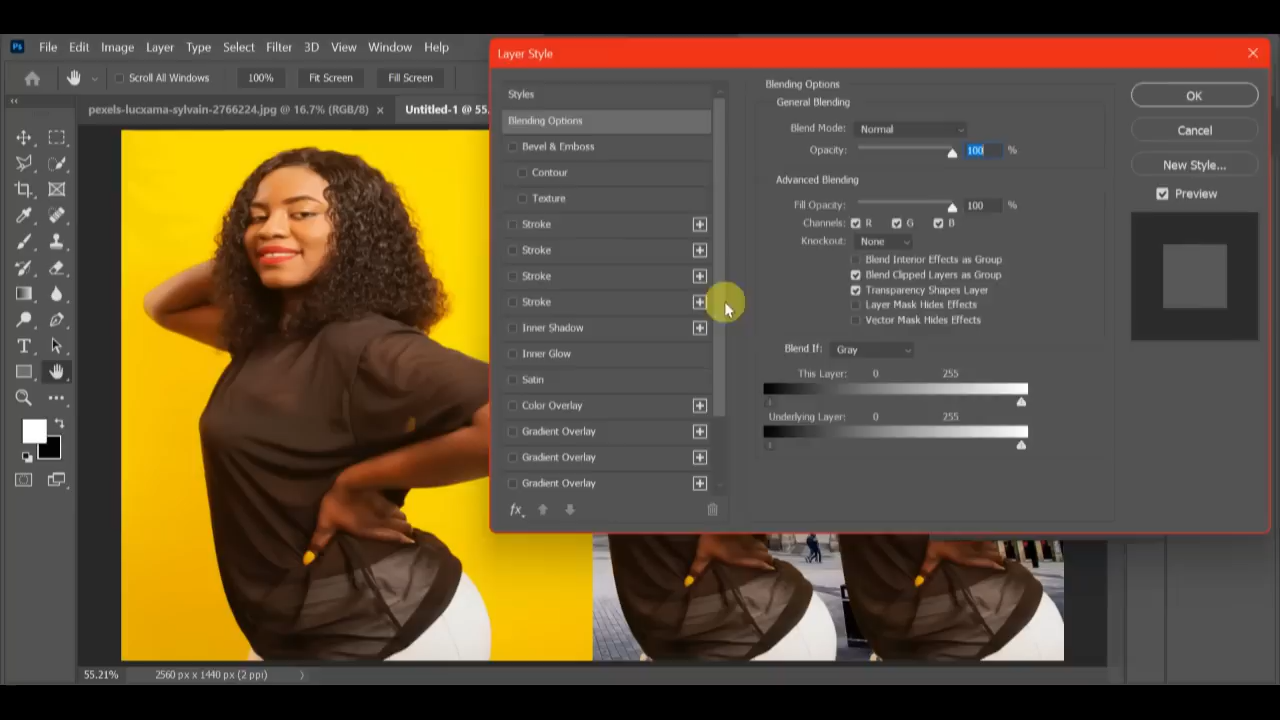 Ps File Edit Image Layer Type Select Filter 3D View Window Help
Scroll All Windows 100% Fit Screen Fill Screen
pexels-lucxama-sylvain-2766224.jpg @ 16.7% (RGB/8) × Untitled-1 @ 55.
Layer Style
Styles
Blending Options
Bevel & Emboss
Contour
Texture
Stroke
Stroke
Stroke
Stroke
Inner Shadow
Inner Glow
Satin
Color Overlay
Gradient Overlay
Gradient Overlay
Gradient Overlay
fx
Blending Options
General Blending
Blend Mode: Normal
Opacity: 100 %
Advanced Blending
Fill Opacity: 100 %
Channels: R G B
Knockout: None
Blend Interior Effects as Group
Blend Clipped Layers as Group
Transparency Shapes Layer
Layer Mask Hides Effects
Vector Mask Hides Effects
Blend If: Gray
This Layer: 0 255
Underlying Layer: 0 255
OK
Cancel
New Style...
Preview
55.21% 2560 px x 1440 px (2 ppi)